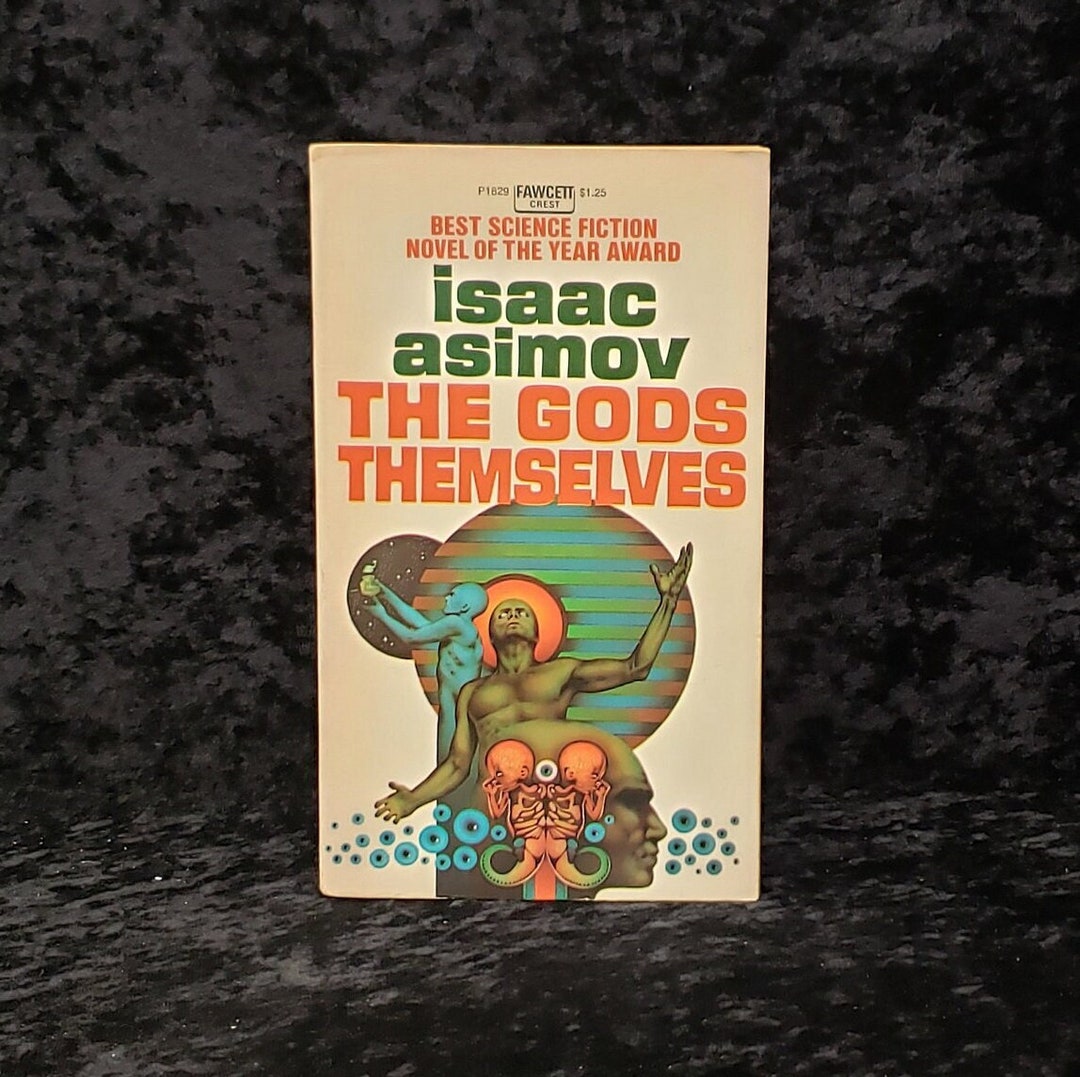 P1829 FAWCETT CREST $1.25
BEST SCIENCE FICTION
NOVEL OF THE YEAR AWARD
isaac
asimov
THE GODS
THEMSELVES